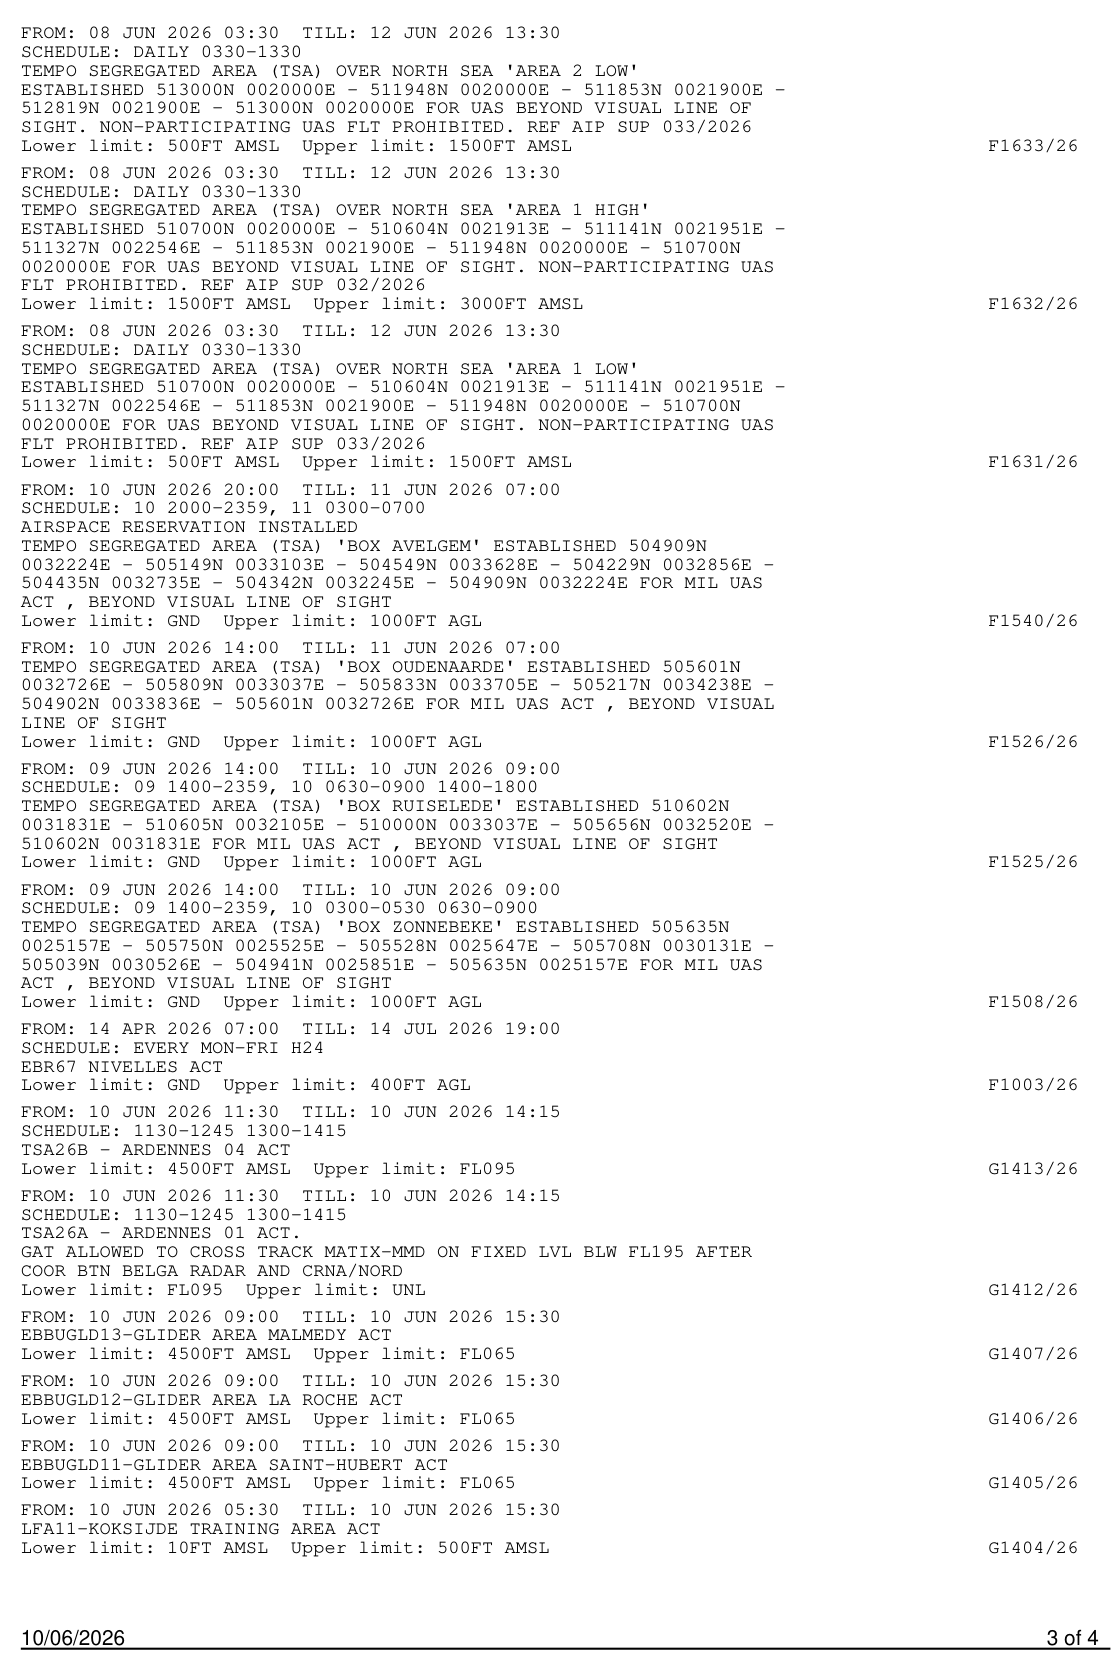 FROM: 08 JUN 2026 03:30  TILL: 12 JUN 2026 13:30
SCHEDULE: DAILY 0330-1330
TEMPO SEGREGATED AREA (TSA) OVER NORTH SEA 'AREA 2 LOW'
ESTABLISHED 513000N 0020000E - 511948N 0020000E - 511853N 0021900E -
512819N 0021900E - 513000N 0020000E FOR UAS BEYOND VISUAL LINE OF
SIGHT. NON-PARTICIPATING UAS FLT PROHIBITED. REF AIP SUP 033/2026
Lower limit: 500FT AMSL  Upper limit: 1500FT AMSL F1633/26
FROM: 08 JUN 2026 03:30  TILL: 12 JUN 2026 13:30
SCHEDULE: DAILY 0330-1330
TEMPO SEGREGATED AREA (TSA) OVER NORTH SEA 'AREA 1 HIGH'
ESTABLISHED 510700N 0020000E - 510604N 0021913E - 511141N 0021951E -
511327N 0022546E - 511853N 0021900E - 511948N 0020000E - 510700N
0020000E FOR UAS BEYOND VISUAL LINE OF SIGHT. NON-PARTICIPATING UAS
FLT PROHIBITED. REF AIP SUP 032/2026
Lower limit: 1500FT AMSL  Upper limit: 3000FT AMSL F1632/26
FROM: 08 JUN 2026 03:30  TILL: 12 JUN 2026 13:30
SCHEDULE: DAILY 0330-1330
TEMPO SEGREGATED AREA (TSA) OVER NORTH SEA 'AREA 1 LOW'
ESTABLISHED 510700N 0020000E - 510604N 0021913E - 511141N 0021951E -
511327N 0022546E - 511853N 0021900E - 511948N 0020000E - 510700N
0020000E FOR UAS BEYOND VISUAL LINE OF SIGHT. NON-PARTICIPATING UAS
FLT PROHIBITED. REF AIP SUP 033/2026
Lower limit: 500FT AMSL  Upper limit: 1500FT AMSL F1631/26
FROM: 10 JUN 2026 20:00  TILL: 11 JUN 2026 07:00
SCHEDULE: 10 2000-2359, 11 0300-0700
AIRSPACE RESERVATION INSTALLED
TEMPO SEGREGATED AREA (TSA) 'BOX AVELGEM' ESTABLISHED 504909N
0032224E - 505149N 0033103E - 504549N 0033628E - 504229N 0032856E -
504435N 0032735E - 504342N 0032245E - 504909N 0032224E FOR MIL UAS
ACT , BEYOND VISUAL LINE OF SIGHT
Lower limit: GND  Upper limit: 1000FT AGL F1540/26
FROM: 10 JUN 2026 14:00  TILL: 11 JUN 2026 07:00
TEMPO SEGREGATED AREA (TSA) 'BOX OUDENAARDE' ESTABLISHED 505601N
0032726E - 505809N 0033037E - 505833N 0033705E - 505217N 0034238E -
504902N 0033836E - 505601N 0032726E FOR MIL UAS ACT , BEYOND VISUAL
LINE OF SIGHT
Lower limit: GND  Upper limit: 1000FT AGL F1526/26
FROM: 09 JUN 2026 14:00  TILL: 10 JUN 2026 09:00
SCHEDULE: 09 1400-2359, 10 0630-0900 1400-1800
TEMPO SEGREGATED AREA (TSA) 'BOX RUISELEDE' ESTABLISHED 510602N
0031831E - 510605N 0032105E - 510000N 0033037E - 505656N 0032520E -
510602N 0031831E FOR MIL UAS ACT , BEYOND VISUAL LINE OF SIGHT
Lower limit: GND  Upper limit: 1000FT AGL F1525/26
FROM: 09 JUN 2026 14:00  TILL: 10 JUN 2026 09:00
SCHEDULE: 09 1400-2359, 10 0300-0530 0630-0900
TEMPO SEGREGATED AREA (TSA) 'BOX ZONNEBEKE' ESTABLISHED 505635N
0025157E - 505750N 0025525E - 505528N 0025647E - 505708N 0030131E -
505039N 0030526E - 504941N 0025851E - 505635N 0025157E FOR MIL UAS
ACT , BEYOND VISUAL LINE OF SIGHT
Lower limit: GND  Upper limit: 1000FT AGL F1508/26
FROM: 14 APR 2026 07:00  TILL: 14 JUL 2026 19:00
SCHEDULE: EVERY MON-FRI H24
EBR67 NIVELLES ACT
Lower limit: GND  Upper limit: 400FT AGL F1003/26
FROM: 10 JUN 2026 11:30  TILL: 10 JUN 2026 14:15
SCHEDULE: 1130-1245 1300-1415
TSA26B - ARDENNES 04 ACT
Lower limit: 4500FT AMSL  Upper limit: FL095 G1413/26
FROM: 10 JUN 2026 11:30  TILL: 10 JUN 2026 14:15
SCHEDULE: 1130-1245 1300-1415
TSA26A - ARDENNES 01 ACT.
GAT ALLOWED TO CROSS TRACK MATIX-MMD ON FIXED LVL BLW FL195 AFTER
COOR BTN BELGA RADAR AND CRNA/NORD
Lower limit: FL095  Upper limit: UNL G1412/26
FROM: 10 JUN 2026 09:00  TILL: 10 JUN 2026 15:30
EBBUGLD13-GLIDER AREA MALMEDY ACT
Lower limit: 4500FT AMSL  Upper limit: FL065 G1407/26
FROM: 10 JUN 2026 09:00  TILL: 10 JUN 2026 15:30
EBBUGLD12-GLIDER AREA LA ROCHE ACT
Lower limit: 4500FT AMSL  Upper limit: FL065 G1406/26
FROM: 10 JUN 2026 09:00  TILL: 10 JUN 2026 15:30
EBBUGLD11-GLIDER AREA SAINT-HUBERT ACT
Lower limit: 4500FT AMSL  Upper limit: FL065 G1405/26
FROM: 10 JUN 2026 05:30  TILL: 10 JUN 2026 15:30
LFA11-KOKSIJDE TRAINING AREA ACT
Lower limit: 10FT AMSL  Upper limit: 500FT AMSL G1404/26
10/06/2026 3 of 4